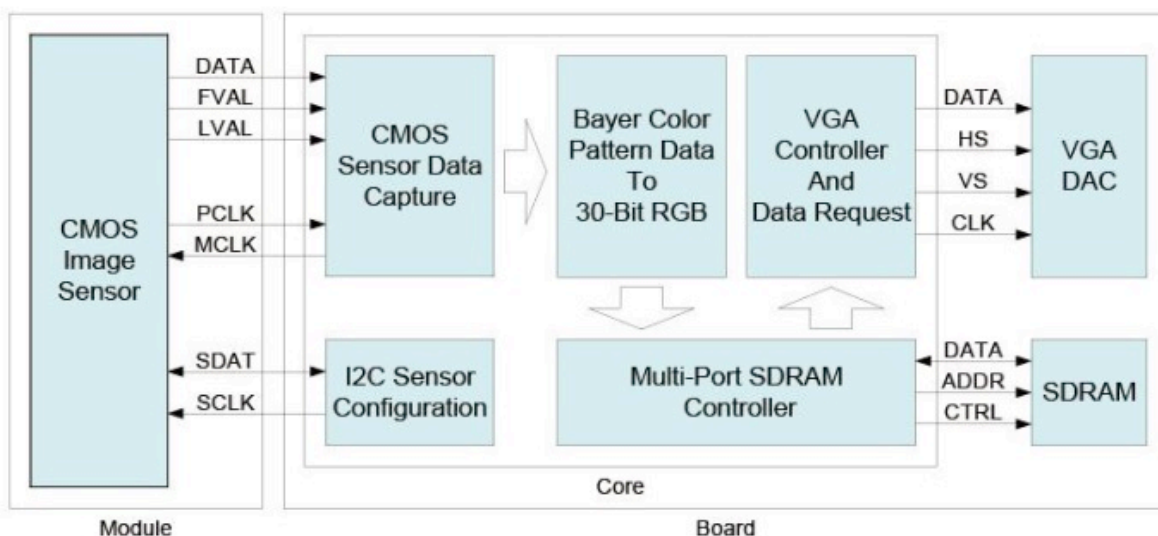 CMOS
Image
Sensor
DATA
FVAL
LVAL
PCLK
MCLK
SDAT
SCLK
CMOS
Sensor Data
Capture
I2C Sensor
Configuration
Bayer Color
Pattern Data
To
30-Bit RGB
VGA
Controller
And
Data Request
Multi-Port SDRAM
Controller
DATA
HS
VS
CLK
VGA
DAC
DATA
ADDR
CTRL
SDRAM
Core
Module
Board